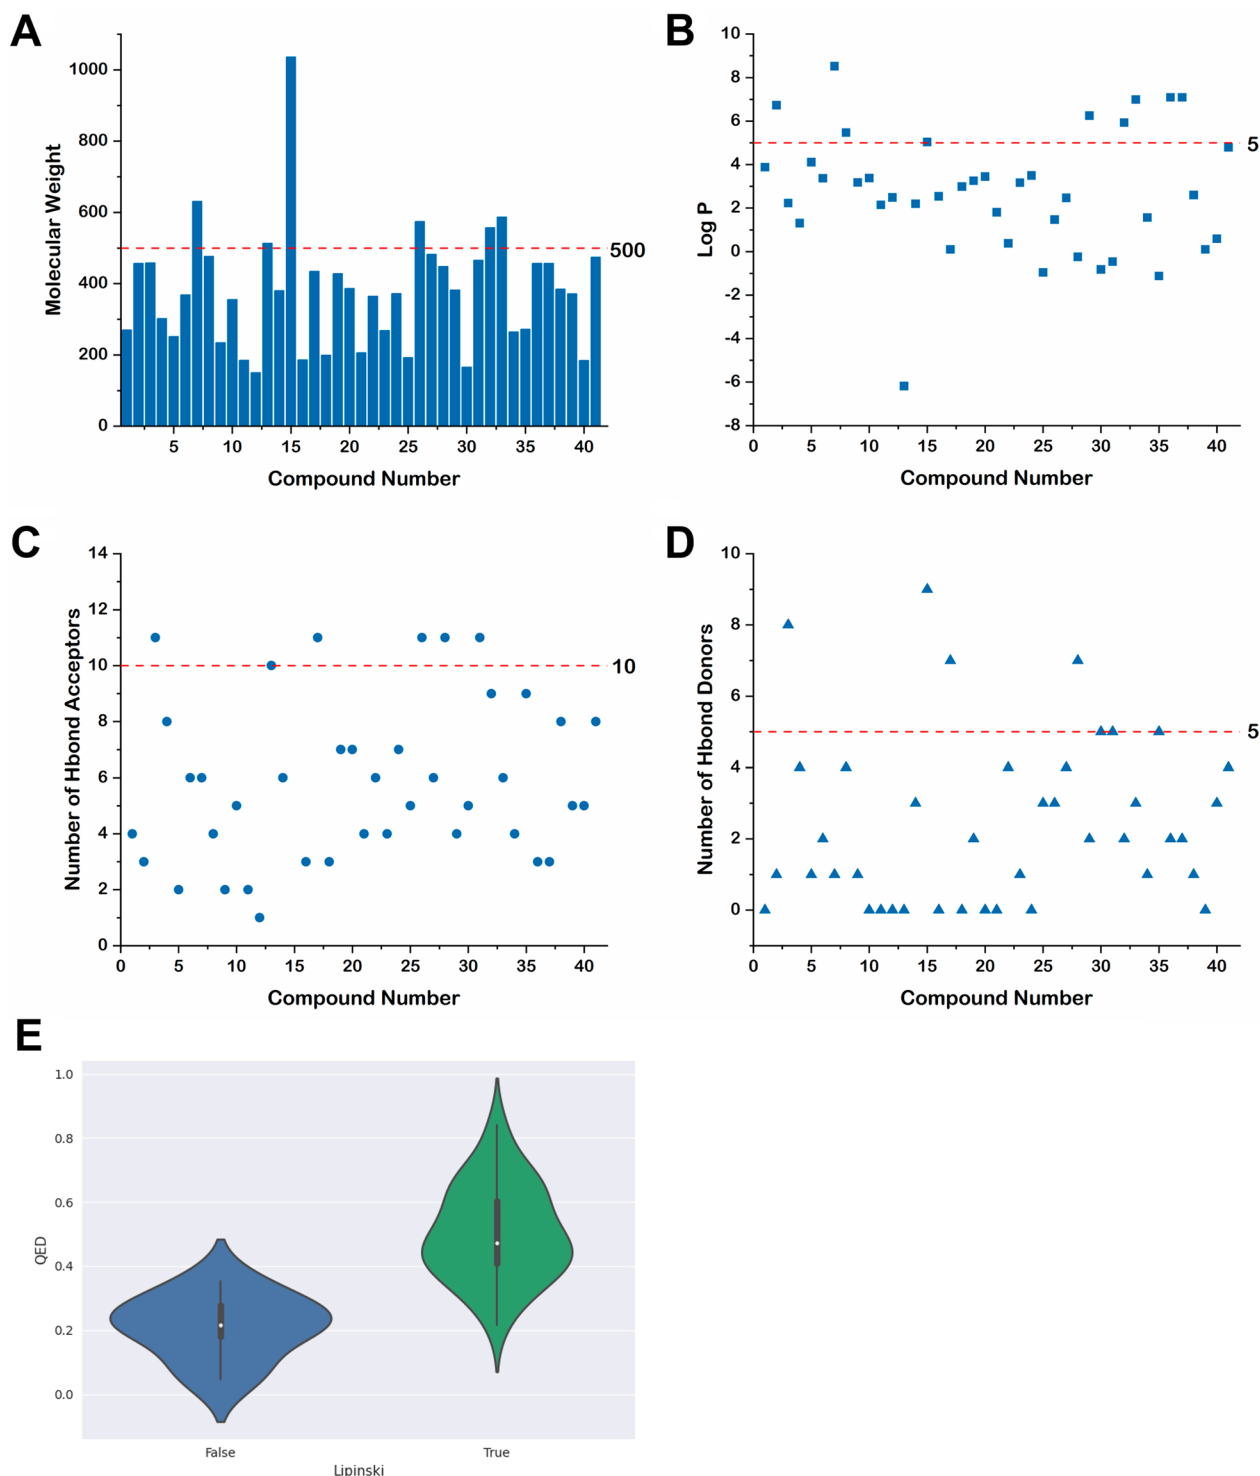 A
1000
800
600
400
200
0
Molecular Weight
500
5 10 15 20 25 30 35 40
Compound Number
B
10
8
6
4
2
0
-2
-4
-6
-8
Log P
5
0 5 10 15 20 25 30 35 40
Compound Number
C
14
12
10
8
6
4
2
0
Number of Hbond Acceptors
10
0 5 10 15 20 25 30 35 40
Compound Number
D
10
8
6
4
2
0
Number of Hbond Donors
5
0 5 10 15 20 25 30 35 40
Compound Number
E
1.0
0.8
0.6
0.4
0.2
0.0
QED
False True
Lipinski